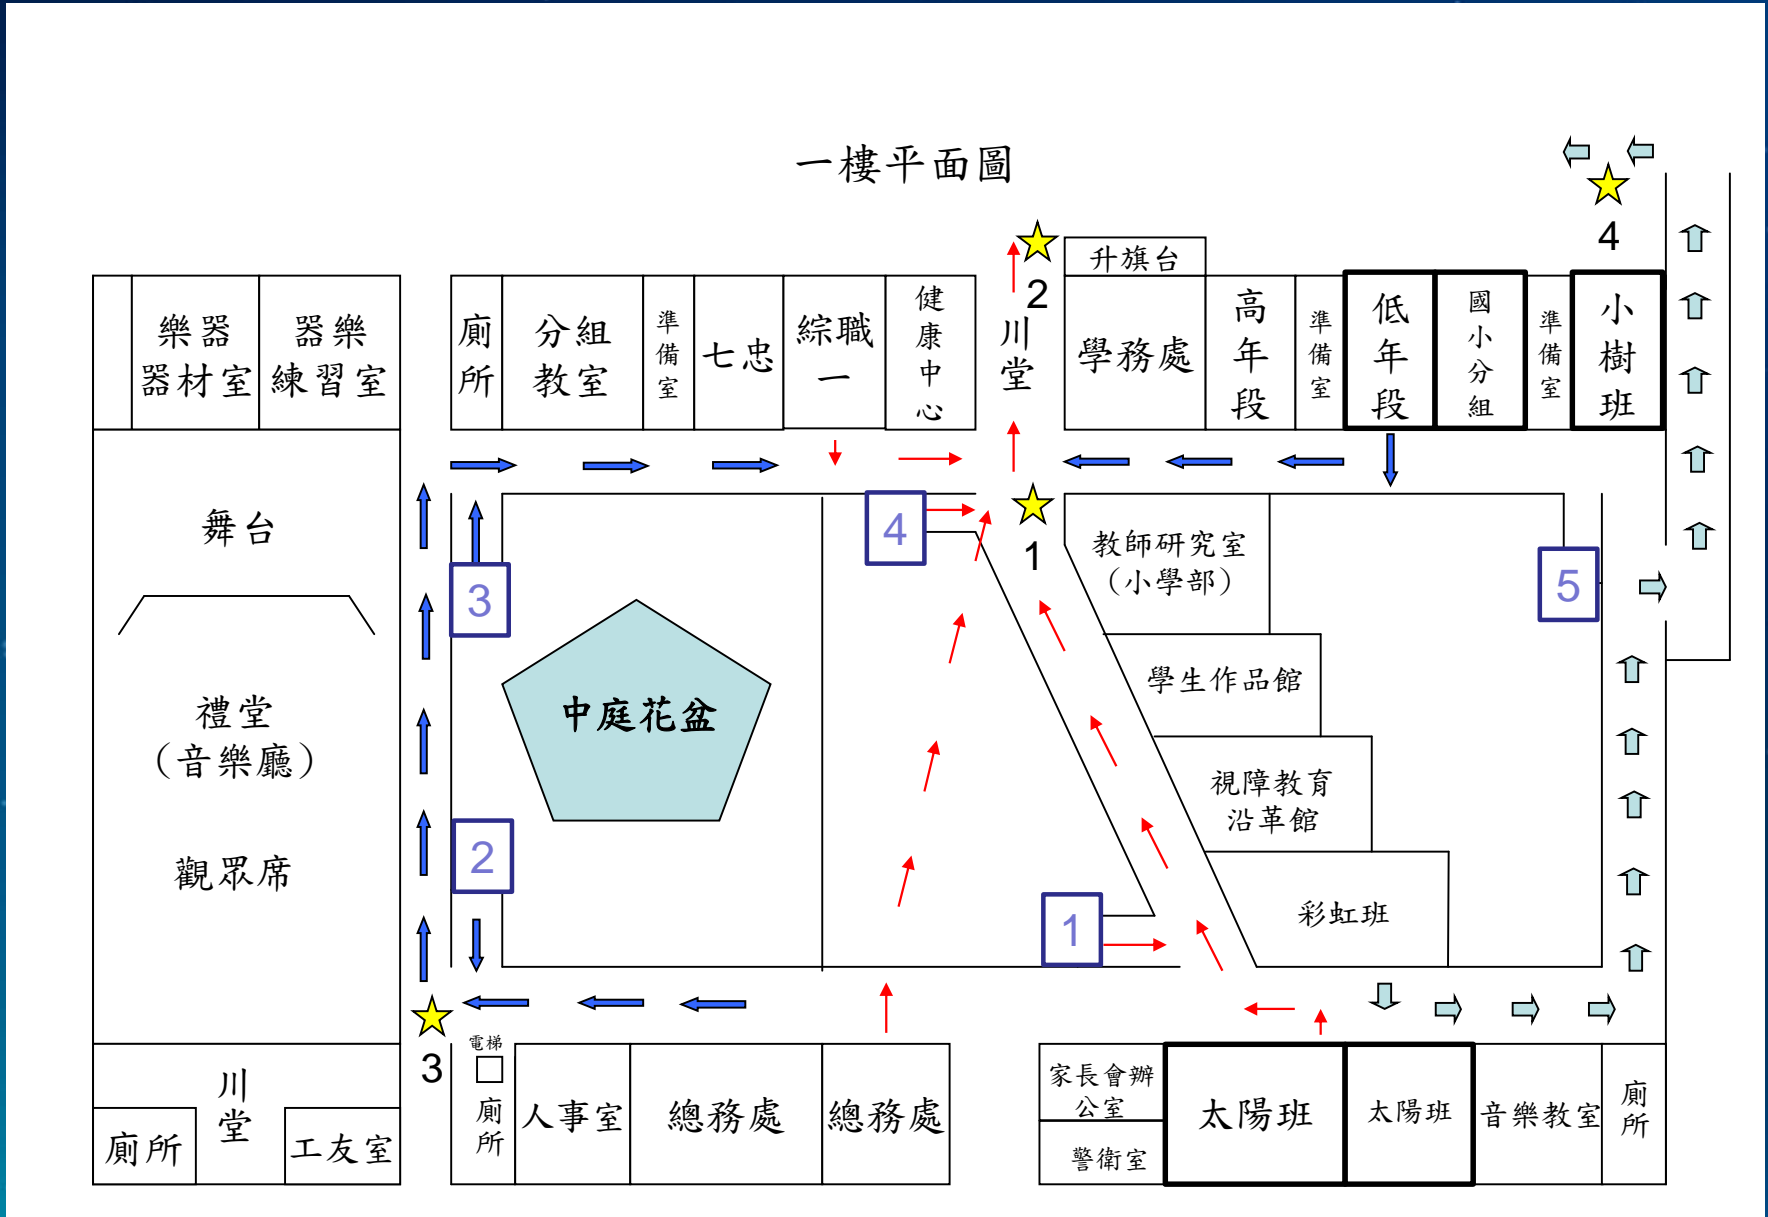 一樓平面圖
4
升旗台
2
樂器
器材室
器樂
練習室
廁所
分組
教室
準備室
七忠
綜職
一
健康中心
川堂
學務處
高年段
準備室
低年段
國小分組
準備室
小樹班
舞台
4
1
教師研究室
（小學部）
5
3
禮堂
（音樂廳）
中庭花盆
學生作品館
視障教育
沿革館
觀眾席
2
彩虹班
1
3
電梯
川堂
廁所
工友室
廁所
人事室
總務處
總務處
家長會辦
公室
警衛室
太陽班
太陽班
音樂教室
廁所